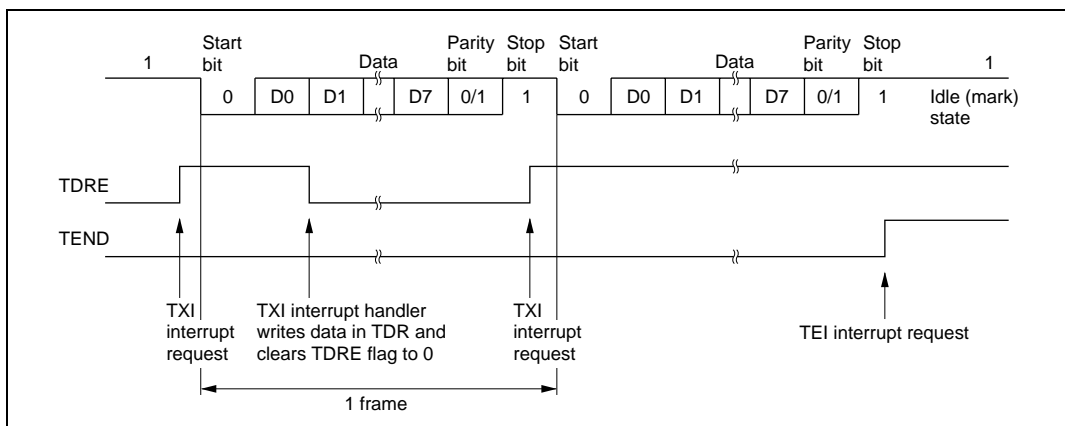 Start
bit
Parity
bit
Stop
bit
Start
bit
Parity
bit
Stop
bit
1
Data
Data
1
0
D0
D1
D7
0/1
1
0
D0
D1
D7
0/1
1
Idle (mark)
state
TDRE
TEND
TXI
interrupt
request
TXI interrupt handler
writes data in TDR and
clears TDRE flag to 0
TXI
interrupt
request
TEI interrupt request
1 frame